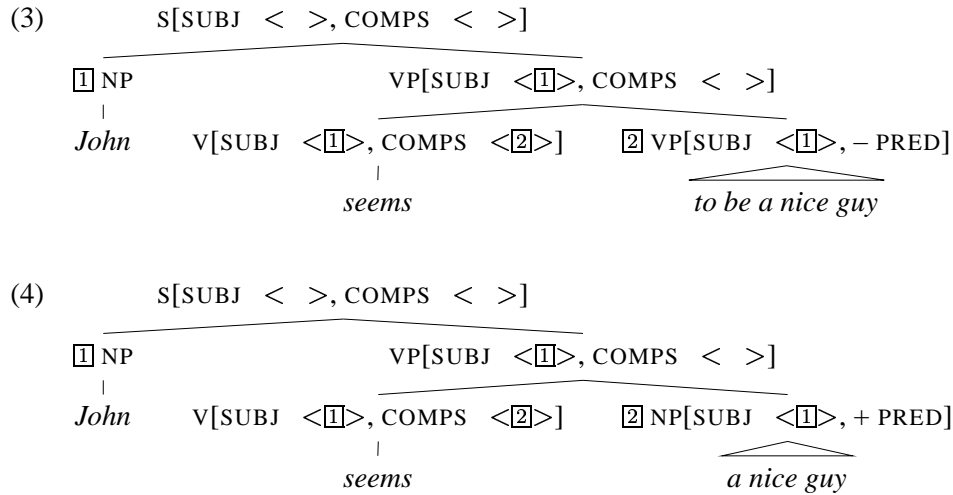 (3) S[SUBJ < >, COMPS < >]
1 NP VP[SUBJ <1>, COMPS < >]
John V[SUBJ <1>, COMPS <2>] 2 VP[SUBJ <1>, − PRED]
seems to be a nice guy
(4) S[SUBJ < >, COMPS < >]
1 NP VP[SUBJ <1>, COMPS < >]
John V[SUBJ <1>, COMPS <2>] 2 NP[SUBJ <1>, + PRED]
seems a nice guy